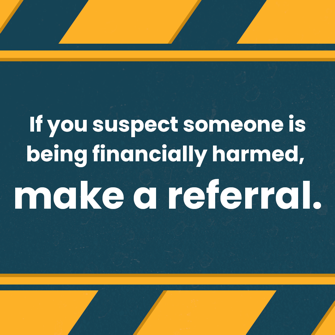 If you suspect someone is
being financially harmed,
make a referral.